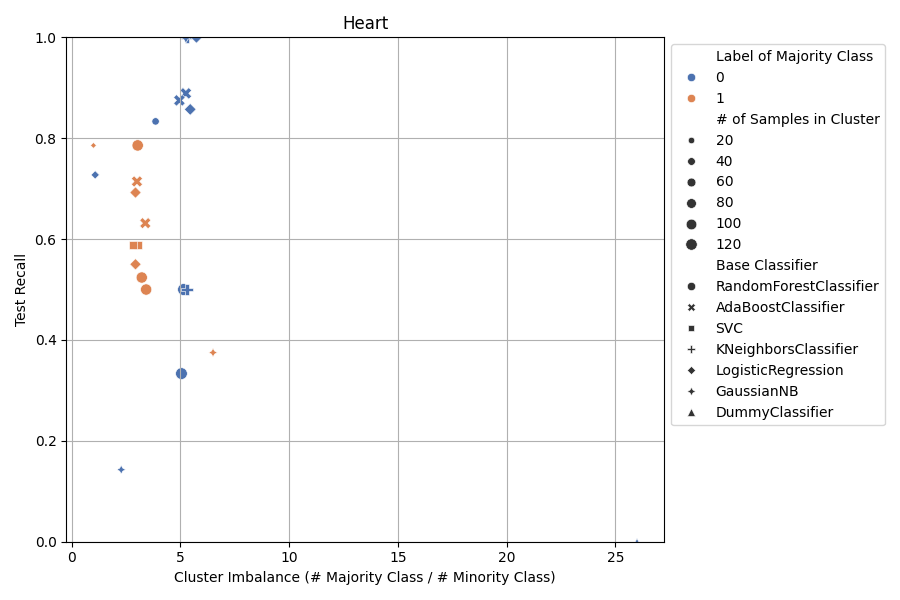 Heart
1.0
0.8
0.6
0.4
0.2
0.0
Test Recall
0
5
10
15
20
25
Cluster Imbalance (# Majority Class / # Minority Class)
Label of Majority Class
0
1
# of Samples in Cluster
20
40
60
80
100
120
Base Classifier
RandomForestClassifier
AdaBoostClassifier
SVC
KNeighborsClassifier
LogisticRegression
GaussianNB
DummyClassifier